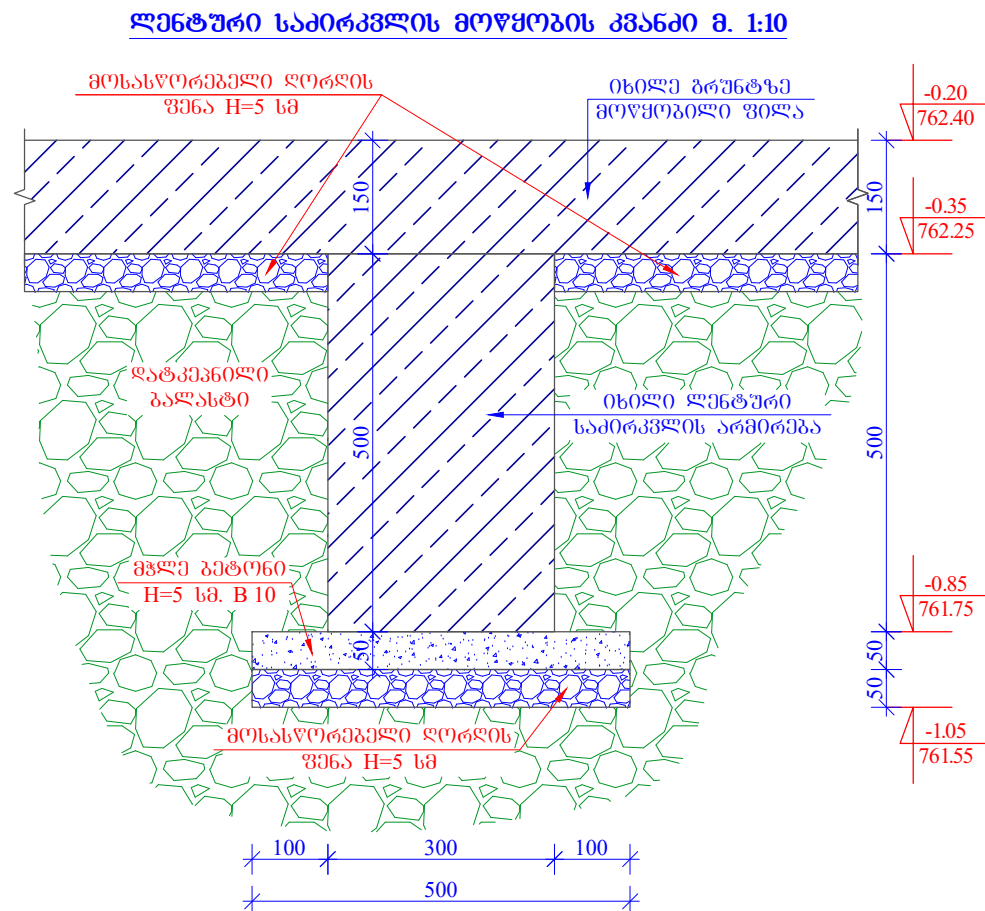 ლენტური საძირკვლის მოწყობის კვანძი მ. 1:10
მოსასწორებელი ღორღის
ფენა H=5 სმ
იხილე გრუნტზე
მოწყობილი ფილა
-0.20
762.40
150
150
-0.35
762.25
დატკეპნილი
ბალასტი
იხილო ლენტური
საძირკვლის არმირება
500
500
მჭლე ბეტონი
H=5 სმ. B 10
-0.85
761.75
50
50
50
მოსასწორებელი ღორღის
ფენა H=5 სმ
-1.05
761.55
100
300
100
500